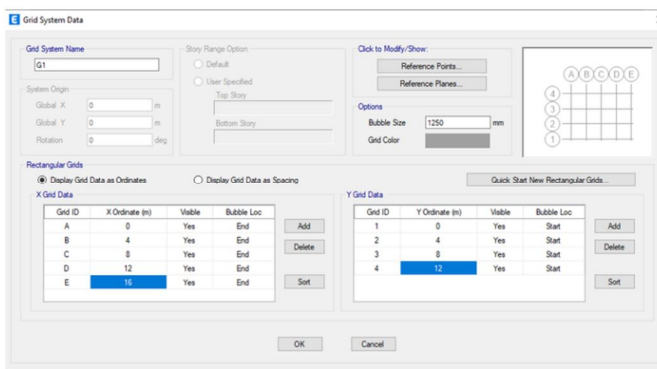 E Grid System Data
Grid System Name
G1
System Origin
Global X 0 m
Global Y 0 m
Rotation 0 deg
Story Range Option
Default
User Specified
Top Story
Bottom Story
Click to Modify/Show:
Reference Points...
Reference Planes...
Options
Bubble Size 1250 mm
Grid Color
A B C D E
4
3
2
1
Rectangular Grids
Display Grid Data as Ordinates Display Grid Data as Spacing Quick Start New Rectangular Grids...
X Grid Data
Grid ID X Ordinate (m) Visible Bubble Loc
A 0 Yes End
B 4 Yes End
C 8 Yes End
D 12 Yes End
E 16 Yes End
Add
Delete
Sort
Y Grid Data
Grid ID Y Ordinate (m) Visible Bubble Loc
1 0 Yes Start
2 4 Yes Start
3 8 Yes Start
4 12 Yes Start
Add
Delete
Sort
OK Cancel